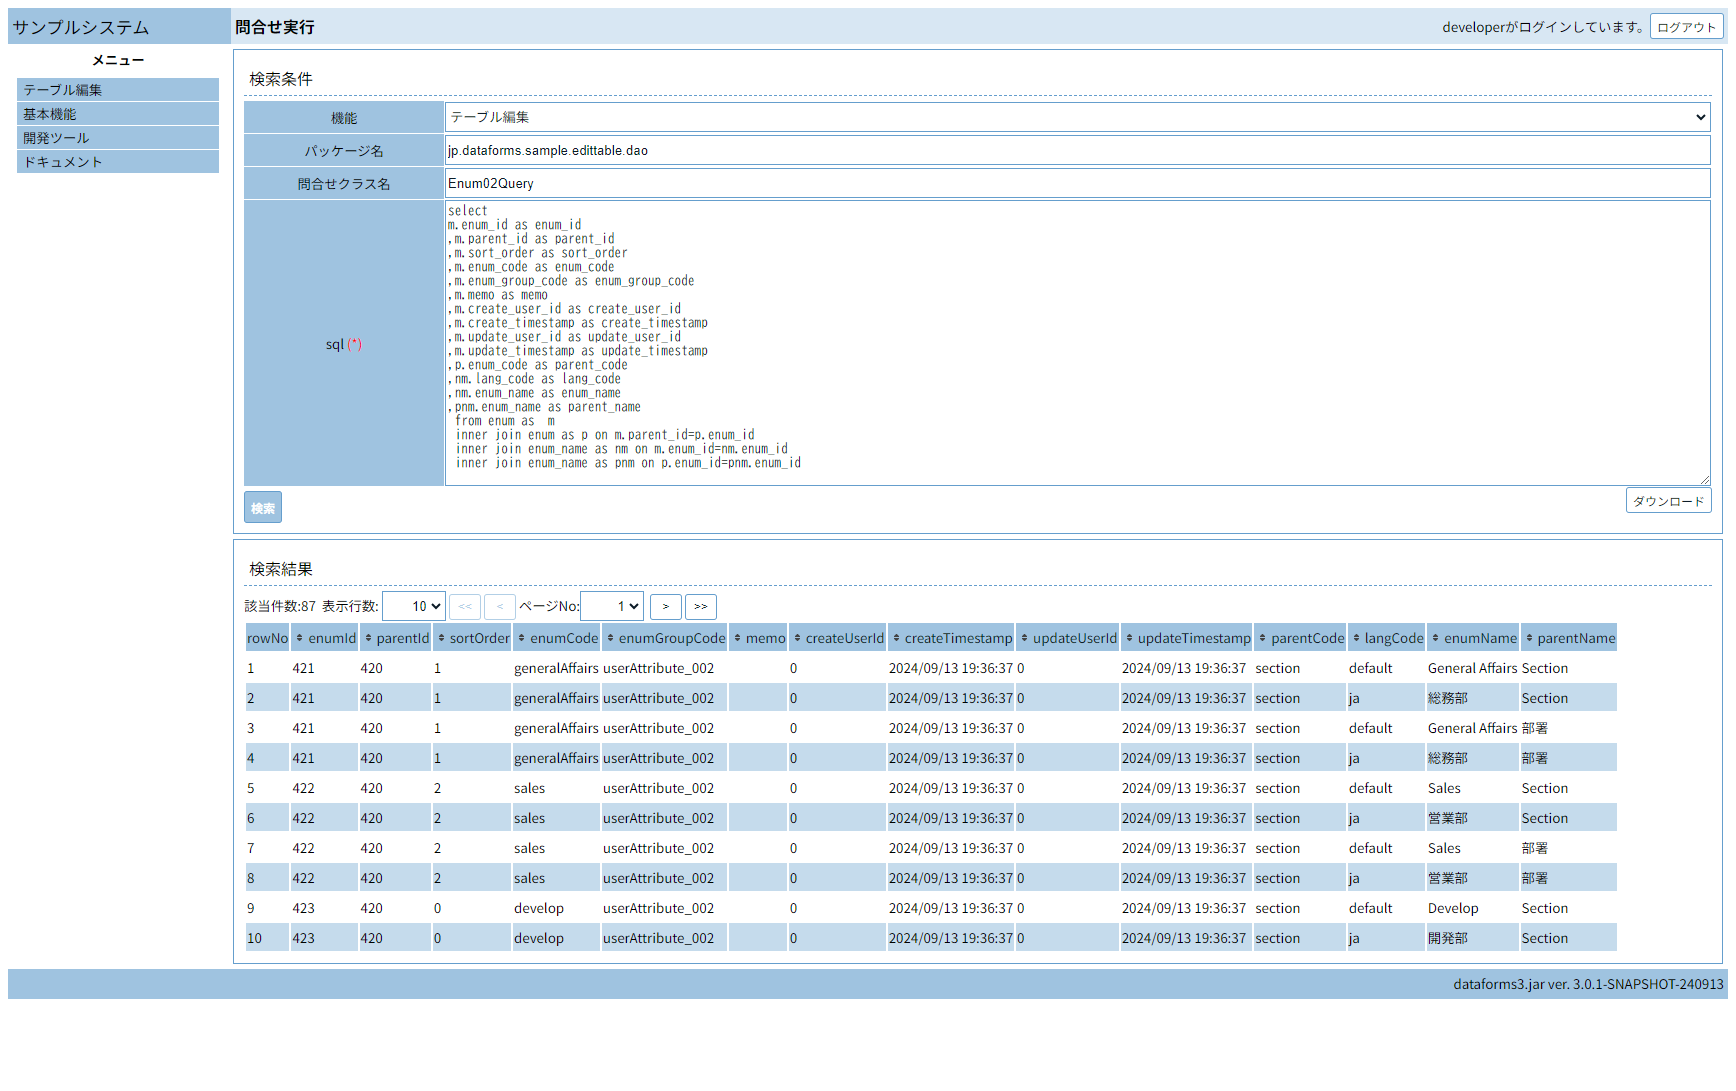 サンプルシステム
問合せ実行
developerがログインしています。 ログアウト
メニュー
テーブル編集
基本機能
開発ツール
ドキュメント
検索条件
機能 テーブル編集
パッケージ名 jp.dataforms.sample.edittable.dao
問合せクラス名 Enum02Query
sql (*)
select
m.enum_id as enum_id
,m.parent_id as parent_id
,m.sort_order as sort_order
,m.enum_code as enum_code
,m.enum_group_code as enum_group_code
,m.memo as memo
,m.create_user_id as create_user_id
,m.create_timestamp as create_timestamp
,m.update_user_id as update_user_id
,m.update_timestamp as update_timestamp
,p.enum_code as parent_code
,nm.lang_code as lang_code
,nm.enum_name as enum_name
,pnm.enum_name as parent_name
from enum as  m
inner join enum as p on m.parent_id=p.enum_id
inner join enum_name as nm on m.enum_id=nm.enum_id
inner join enum_name as pnm on p.enum_id=pnm.enum_id
検索 ダウンロード
検索結果
該当件数:87 表示行数: 10 << < ページNo: 1 > >>
rowNo enumId parentId sortOrder enumCode enumGroupCode memo createUserId createTimestamp updateUserId updateTimestamp parentCode langCode enumName parentName
1 421 420 1 generalAffairs userAttribute_002 0 2024/09/13 19:36:37 0 2024/09/13 19:36:37 section default General Affairs Section
2 421 420 1 generalAffairs userAttribute_002 0 2024/09/13 19:36:37 0 2024/09/13 19:36:37 section ja 総務部 Section
3 421 420 1 generalAffairs userAttribute_002 0 2024/09/13 19:36:37 0 2024/09/13 19:36:37 section default General Affairs 部署
4 421 420 1 generalAffairs userAttribute_002 0 2024/09/13 19:36:37 0 2024/09/13 19:36:37 section ja 総務部 部署
5 422 420 2 sales userAttribute_002 0 2024/09/13 19:36:37 0 2024/09/13 19:36:37 section default Sales Section
6 422 420 2 sales userAttribute_002 0 2024/09/13 19:36:37 0 2024/09/13 19:36:37 section ja 営業部 Section
7 422 420 2 sales userAttribute_002 0 2024/09/13 19:36:37 0 2024/09/13 19:36:37 section default Sales 部署
8 422 420 2 sales userAttribute_002 0 2024/09/13 19:36:37 0 2024/09/13 19:36:37 section ja 営業部 部署
9 423 420 0 develop userAttribute_002 0 2024/09/13 19:36:37 0 2024/09/13 19:36:37 section default Develop Section
10 423 420 0 develop userAttribute_002 0 2024/09/13 19:36:37 0 2024/09/13 19:36:37 section ja 開発部 Section
dataforms3.jar ver. 3.0.1-SNAPSHOT-240913